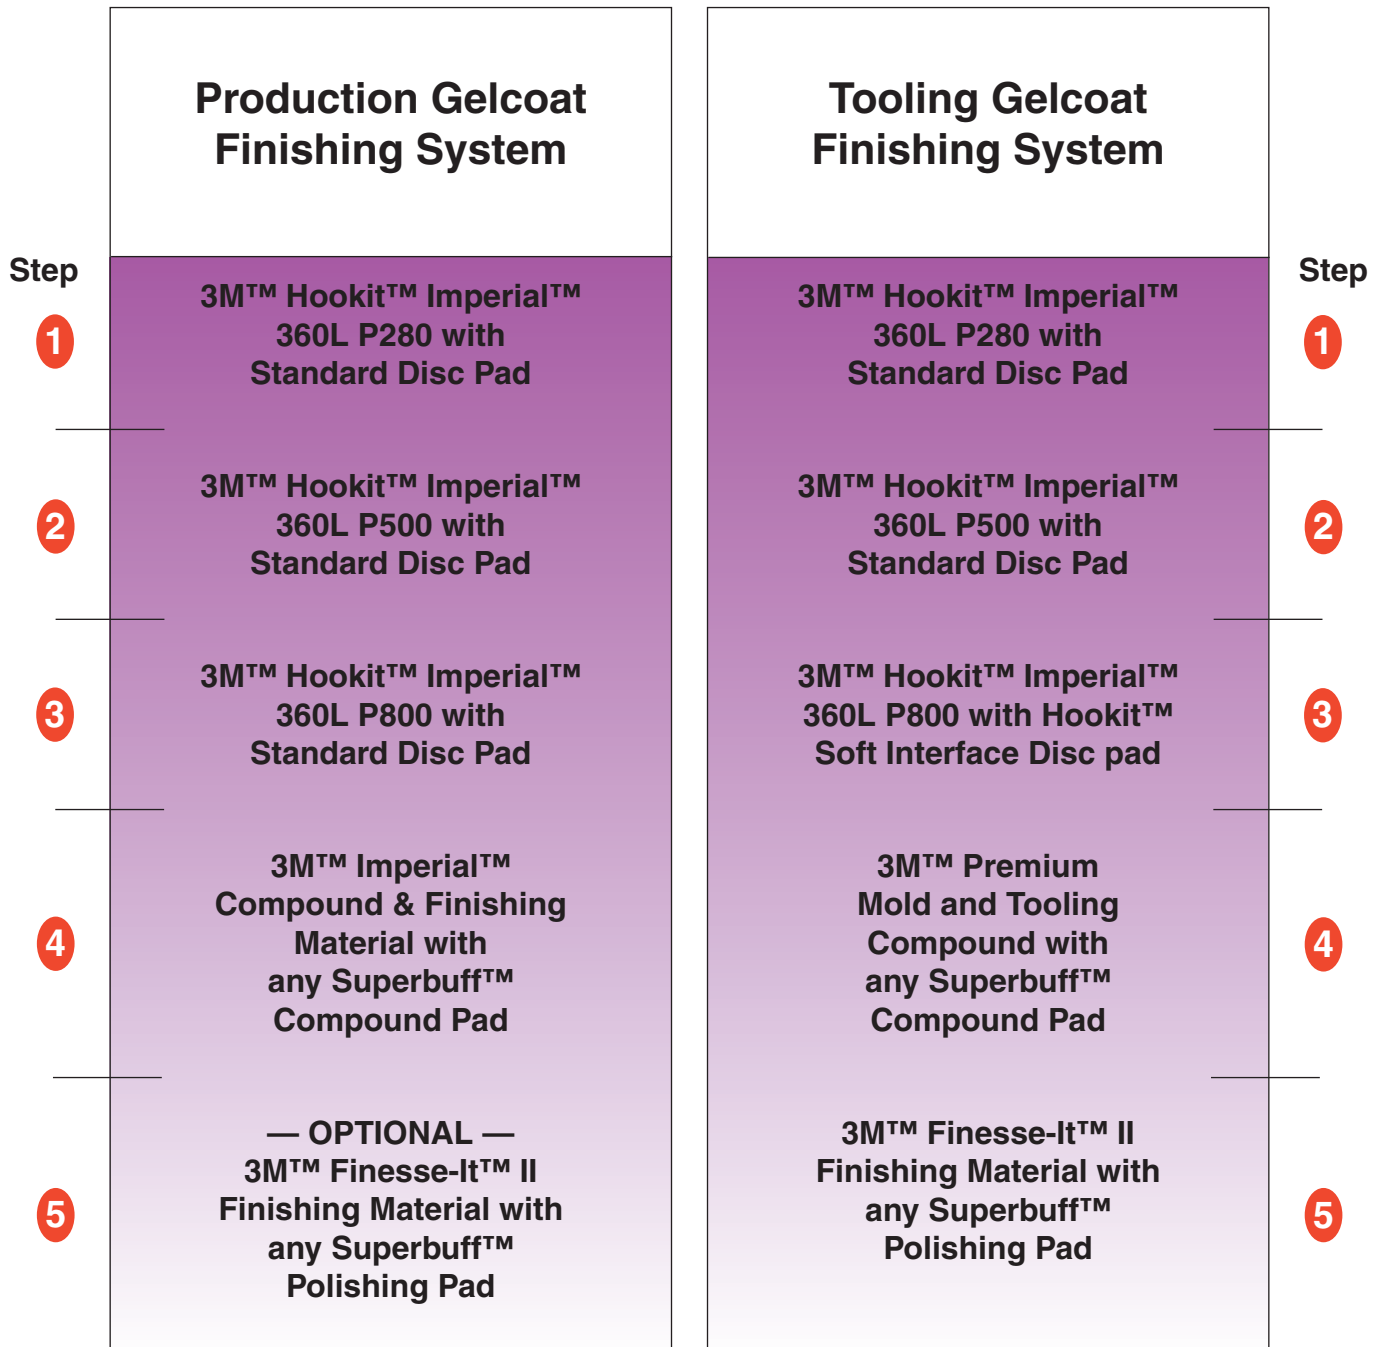 Production Gelcoat
Finishing System
Step
1
3M™ Hookit™ Imperial™
360L P280 with
Standard Disc Pad
2
3M™ Hookit™ Imperial™
360L P500 with
Standard Disc Pad
3
3M™ Hookit™ Imperial™
360L P800 with
Standard Disc Pad
4
3M™ Imperial™
Compound & Finishing
Material with
any Superbuff™
Compound Pad
5
— OPTIONAL —
3M™ Finesse-It™ II
Finishing Material with
any Superbuff™
Polishing Pad
Tooling Gelcoat
Finishing System
Step
1
3M™ Hookit™ Imperial™
360L P280 with
Standard Disc Pad
2
3M™ Hookit™ Imperial™
360L P500 with
Standard Disc Pad
3
3M™ Hookit™ Imperial™
360L P800 with Hookit™
Soft Interface Disc pad
4
3M™ Premium
Mold and Tooling
Compound with
any Superbuff™
Compound Pad
5
3M™ Finesse-It™ II
Finishing Material with
any Superbuff™
Polishing Pad